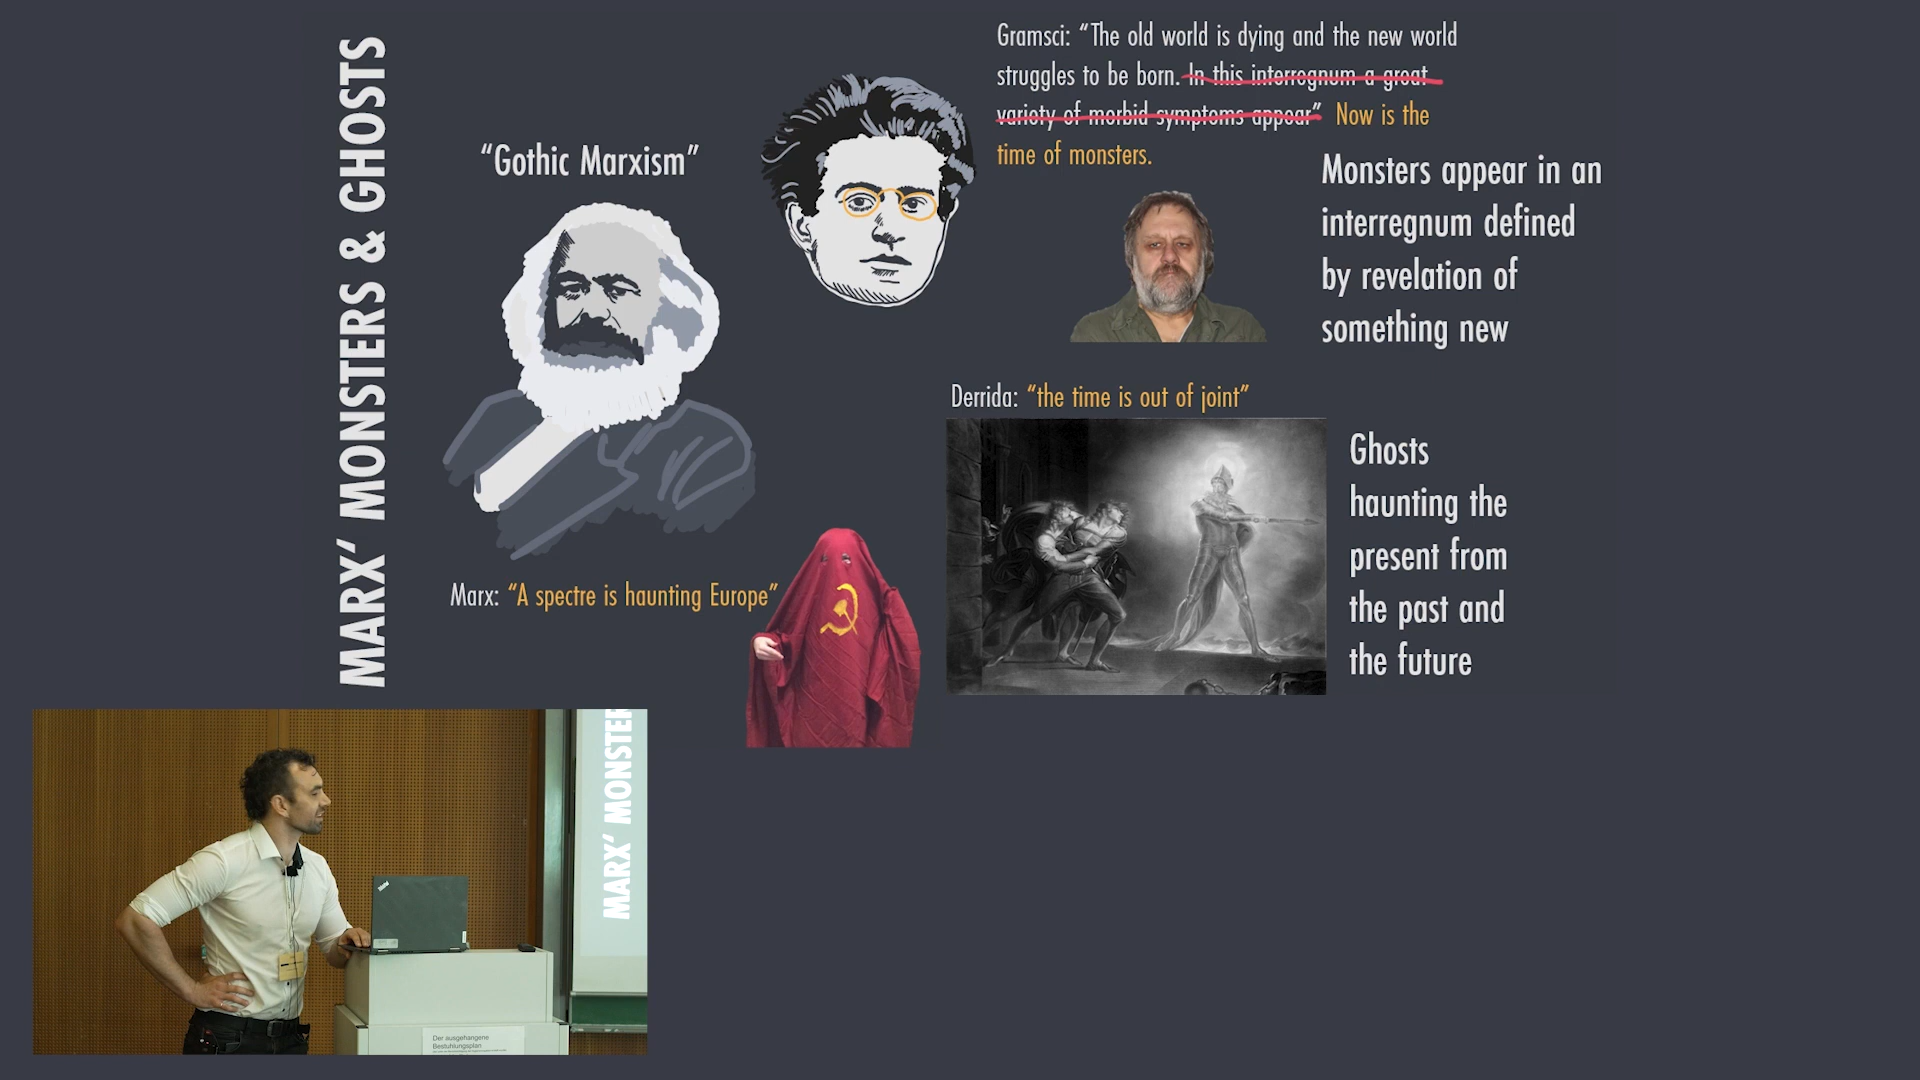 MARX’ MONSTERS & GHOSTS
“Gothic Marxism”
Marx: “A spectre is haunting Europe”
Gramsci: “The old world is dying and the new world
struggles to be born. In this interregnum a great
variety of morbid symptoms appear” Now is the
time of monsters.
Monsters appear in an
interregnum defined
by revelation of
something new
Derrida: “the time is out of joint”
Ghosts
haunting the
present from
the past and
the future
MARX’ MONSTER
Der ausgehangene
Bestuhlungsplan